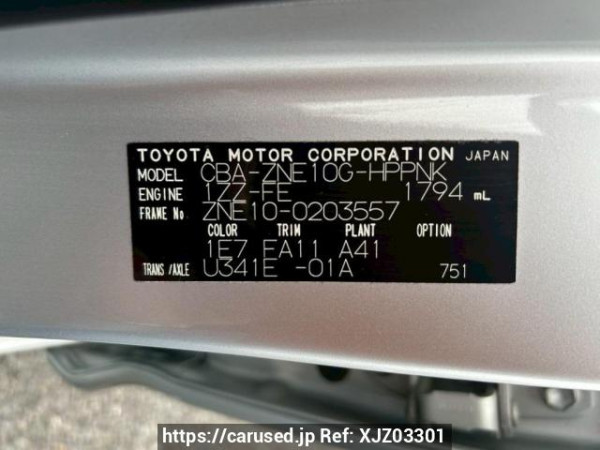 TOYOTA MOTOR CORPORATION JAPAN
MODEL CBA-ZNE10G-HPPNK
ENGINE 1ZZ-FE 1794 mL
FRAME No ZNE10-0203557
COLOR TRIM PLANT OPTION
1E7 EA11 A41
TRANS/AXLE U341E -01A 751
https://carused.jp Ref: XJZ03301